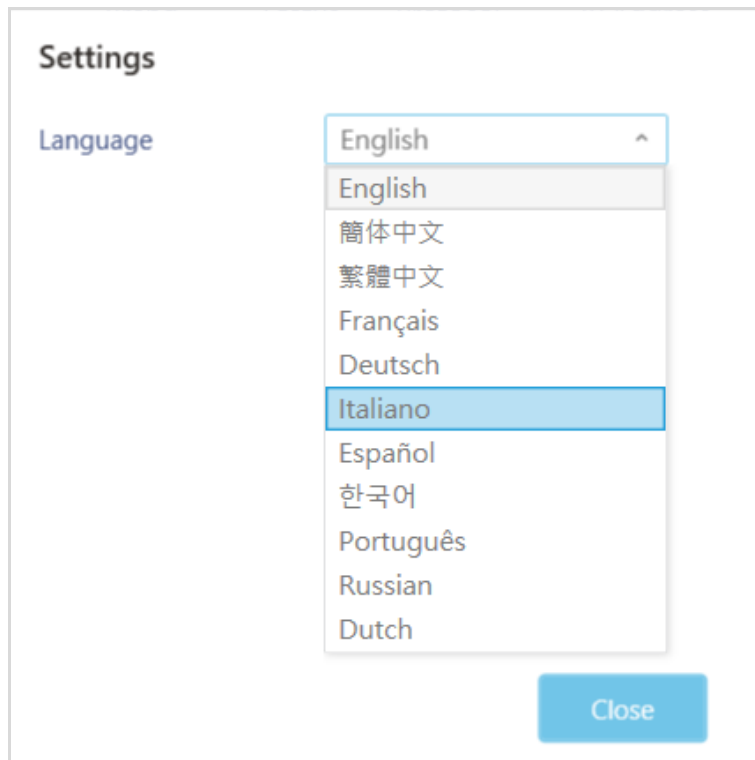 Settings
Language
English
English
簡体中文
繁體中文
Français
Deutsch
Italiano
Español
한국어
Português
Russian
Dutch
Close